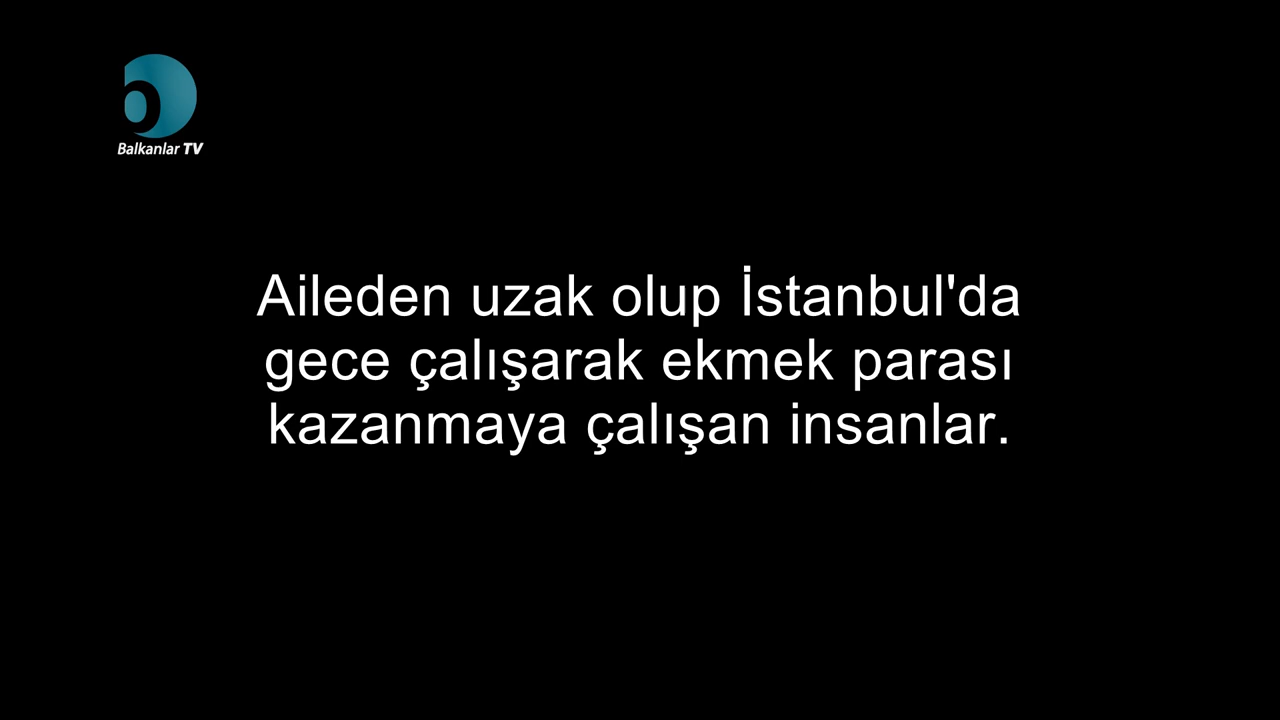 Balkanlar TV
Aileden uzak olup İstanbul'da
gece çalışarak ekmek parası
kazanmaya çalışan insanlar.